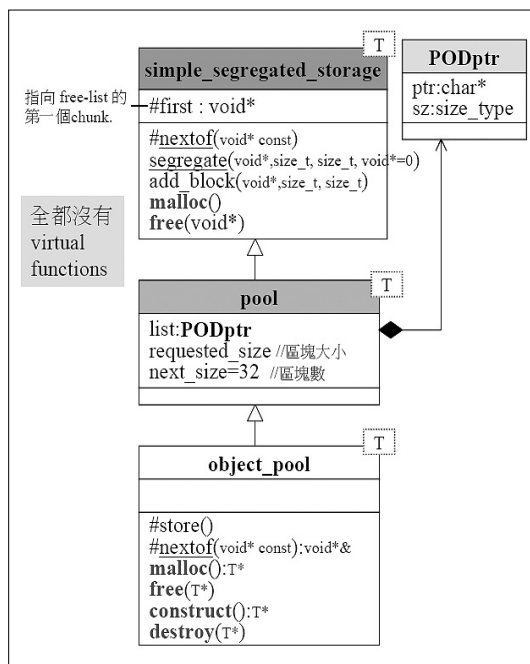 T
simple_segregated_storage
指向 free-list 的
第一個chunk.
#first : void*
#nextof(void* const)
segregate(void*,size_t, size_t, void*=0)
add_block(void*,size_t, size_t)
malloc()
free(void*)
PODptr
ptr:char*
sz:size_type
全都沒有
virtual
functions
T
pool
list:PODptr
requested_size //區塊大小
next_size=32 //區塊數
T
object_pool
#store()
#nextof(void* const):void*&
malloc():T*
free(T*)
construct():T*
destroy(T*)